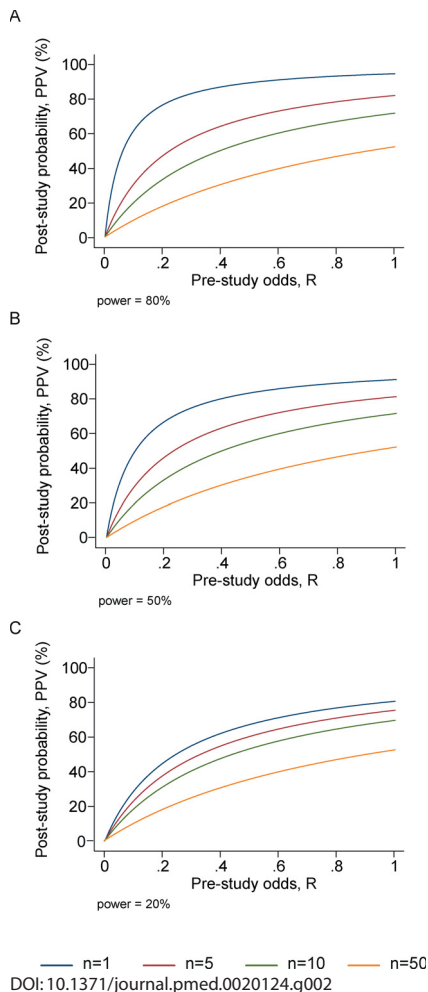 A
Post-study probability, PPV (%)
100
80
60
40
20
0
0 .2 .4 .6 .8 1
Pre-study odds, R
power = 80%
B
Post-study probability, PPV (%)
100
80
60
40
20
0
0 .2 .4 .6 .8 1
Pre-study odds, R
power = 50%
C
Post-study probability, PPV (%)
100
80
60
40
20
0
0 .2 .4 .6 .8 1
Pre-study odds, R
power = 20%
n=1 n=5 n=10 n=50
DOI: 10.1371/journal.pmed.0020124.g002